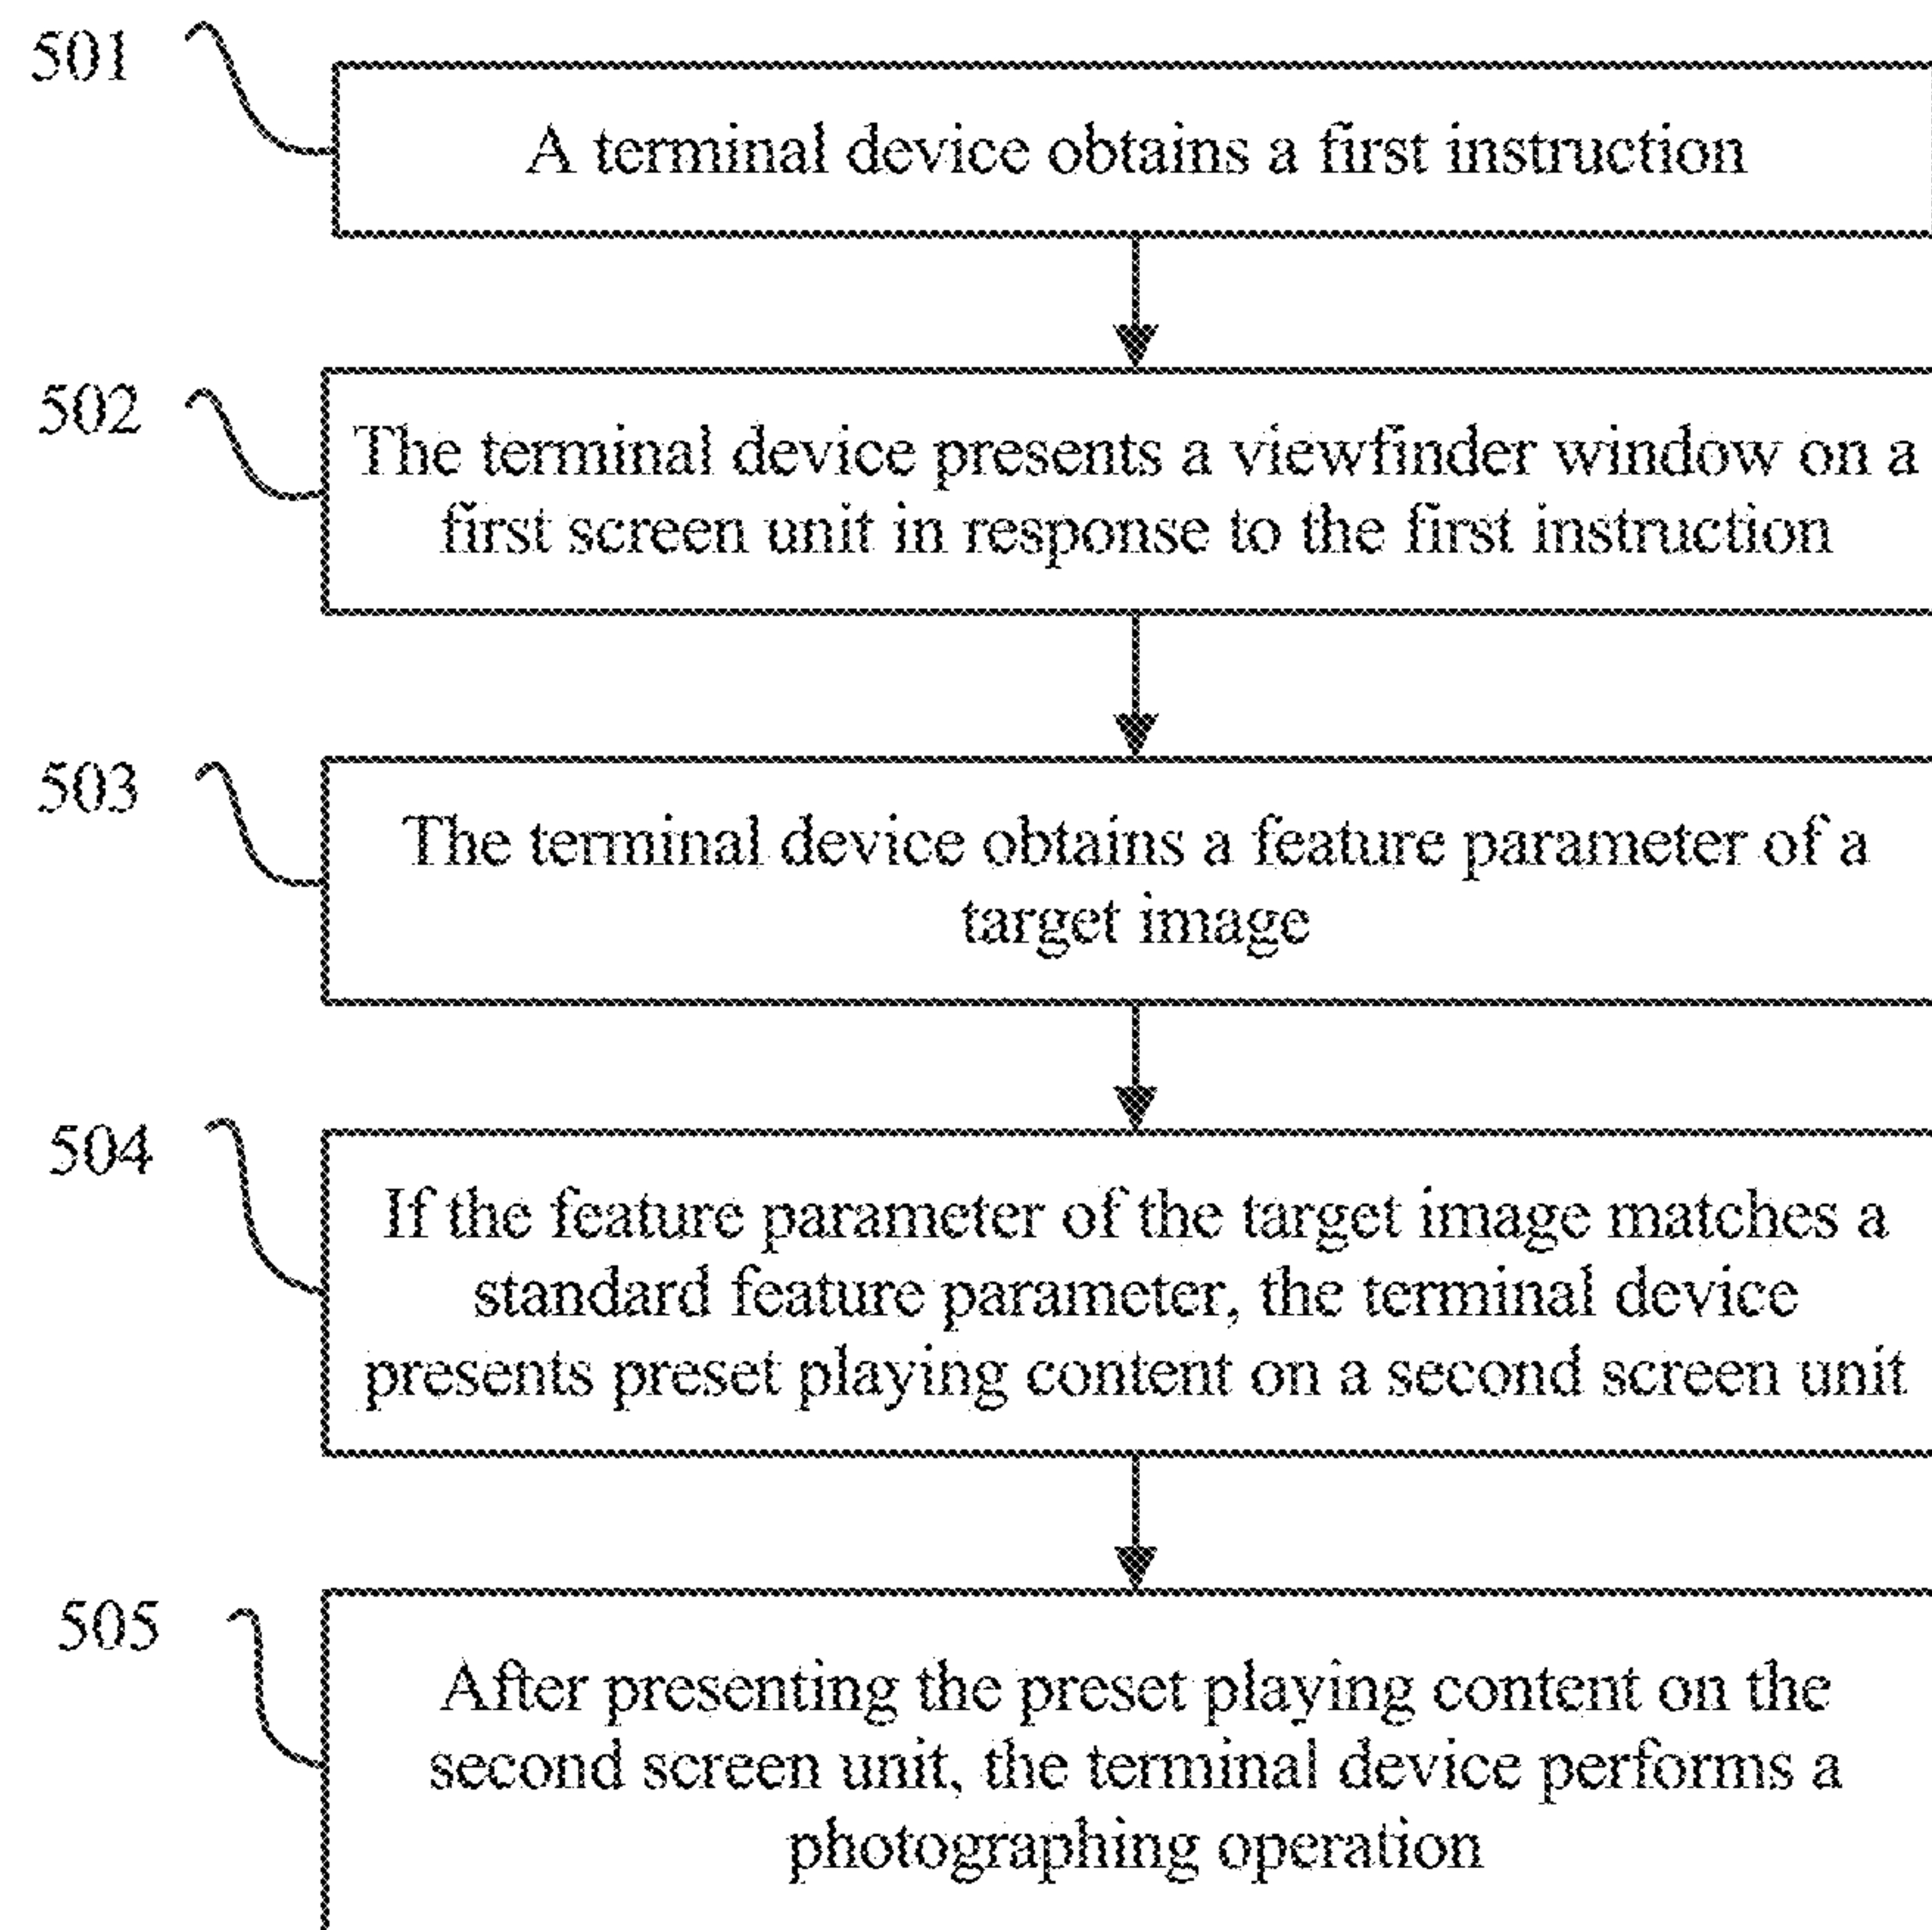 501
A terminal device obtains a first instruction
502
The terminal device presents a viewfinder window on a
first screen unit in response to the first instruction
503
The terminal device obtains a feature parameter of a
target image
504
If the feature parameter of the target image matches a
standard feature parameter, the terminal device
presents preset playing content on a second screen unit
505
After presenting the preset playing content on the
second screen unit, the terminal device performs a
photographing operation